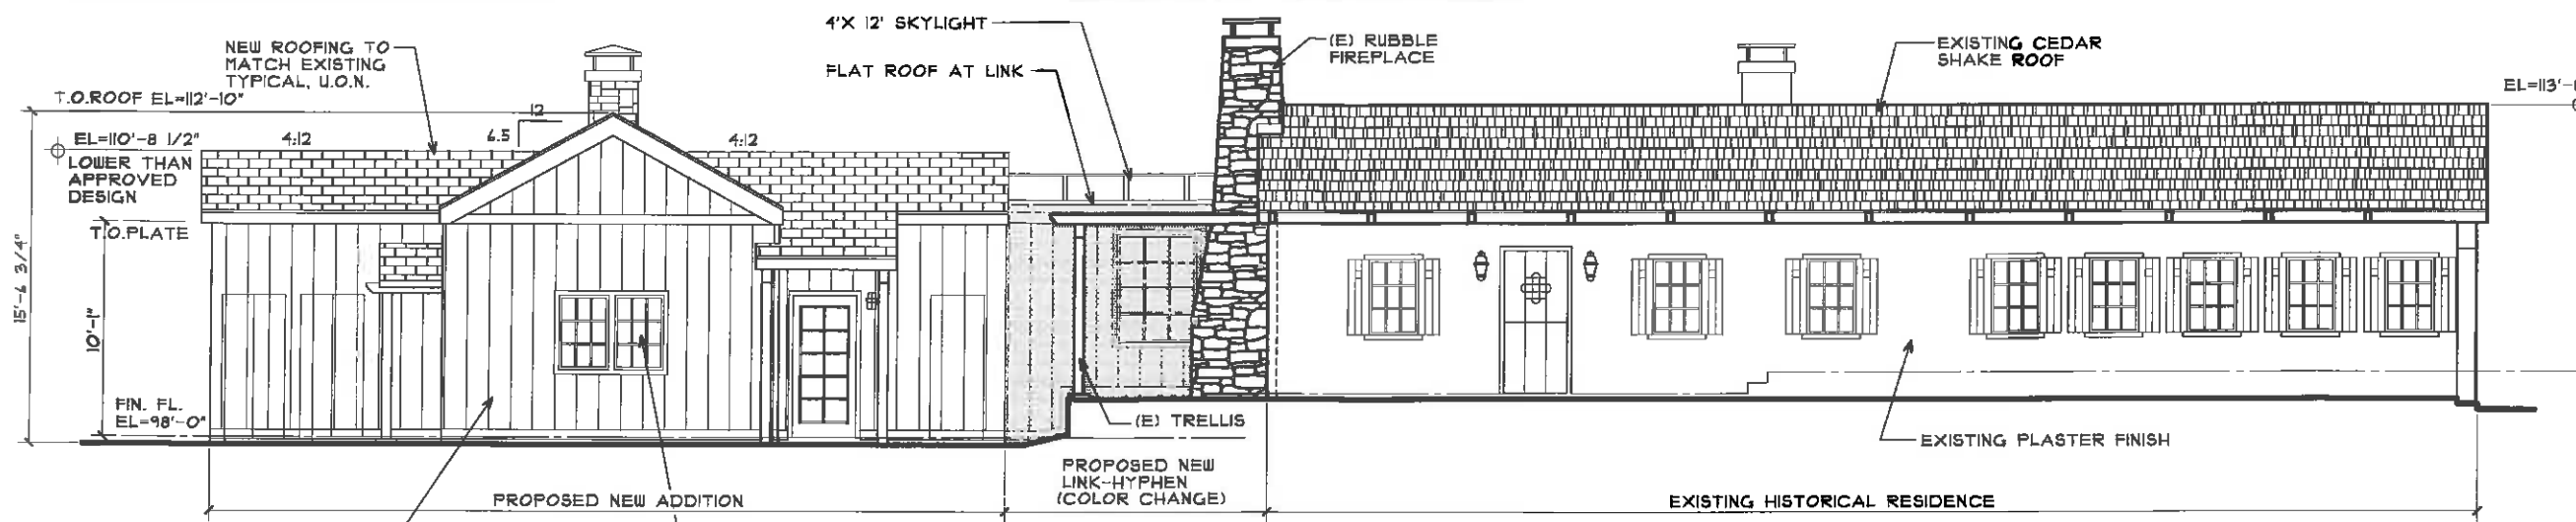 4'X 12' SKYLIGHT
FLAT ROOF AT LINK
(E) RUBBLE
FIREPLACE
EXISTING CEDAR
SHAKE ROOF
NEW ROOFING TO
MATCH EXISTING
TYPICAL, U.O.N.
T.O.ROOF EL=112'-10"
EL=110'-8 1/2"
LOWER THAN
APPROVED
DESIGN
T.O.PLATE
4:12
6.5
12
4:12
15'-6 3/4"
10'-1"
FIN. FL.
EL=98'-0"
(E) TRELLIS
EXISTING PLASTER FINISH
PROPOSED NEW
LINK-HYPHEN
(COLOR CHANGE)
PROPOSED NEW ADDITION
EXISTING HISTORICAL RESIDENCE
EL=113'-